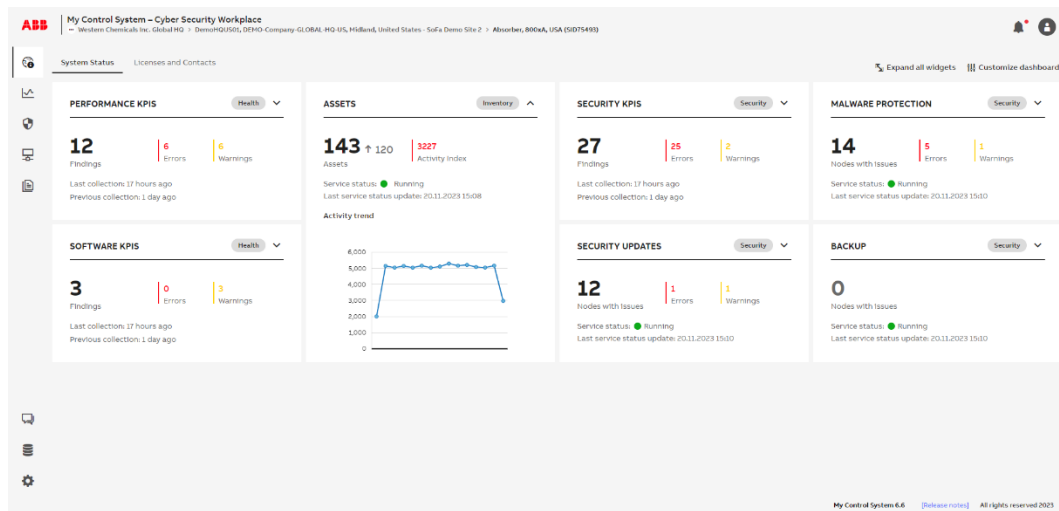 ABB
My Control System – Cyber Security Workplace
Western Chemicals Inc. Global HQ > DemoHQUS01, DEMO-Company-GLOBAL-HQ-US, Midland, United States - SoFa Demo Site 2 > Absorber, 800xA, USA (SID75493)
System Status Licenses and Contacts
Expand all widgets Customize dashboard
PERFORMANCE KPIS Health
12 Findings
6 Errors
6 Warnings
Last collection: 17 hours ago
Previous collection: 1 day ago
ASSETS Inventory
143 ↑ 120
Assets
3227
Activity Index
Service status: Running
Last service status update: 20.11.2023 15:08
Activity trend
6,000
5,000
4,000
3,000
2,000
1,000
0
SECURITY KPIS Security
27 Findings
25 Errors
2 Warnings
Last collection: 17 hours ago
Previous collection: 1 day ago
MALWARE PROTECTION Security
14
Nodes with Issues
5 Errors
1 Warnings
Service status: Running
Last service status update: 20.11.2023 15:10
SOFTWARE KPIS Health
3 Findings
0 Errors
3 Warnings
Last collection: 17 hours ago
Previous collection: 1 day ago
SECURITY UPDATES Security
12
Nodes with Issues
1 Errors
1 Warnings
Service status: Running
Last service status update: 20.11.2023 15:10
BACKUP Security
0
Nodes with Issues
Service status: Running
Last service status update: 20.11.2023 15:10
My Control System 6.6 [Release notes] All rights reserved 2023